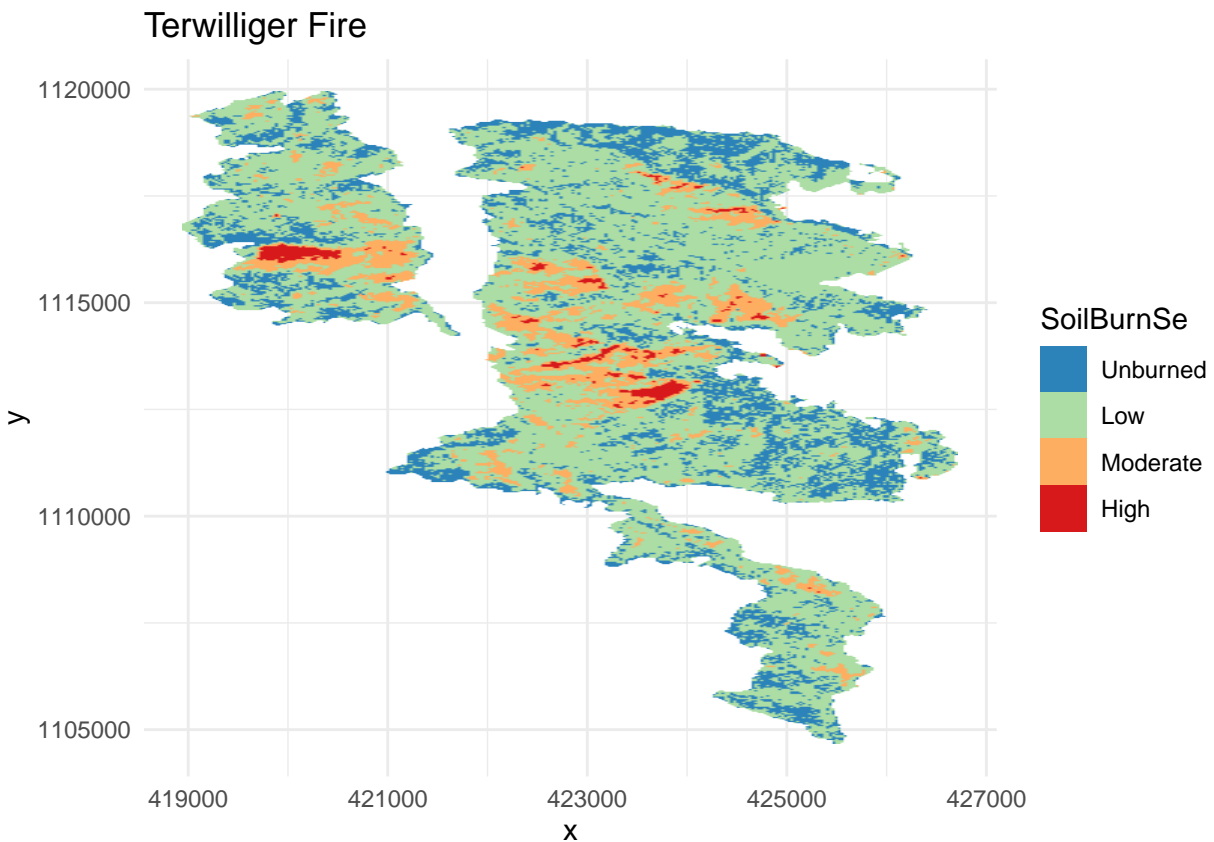 Terwilliger Fire
1120000
1115000
1110000
1105000
y
419000 421000 423000 425000 427000
x
SoilBurnSe
Unburned
Low
Moderate
High